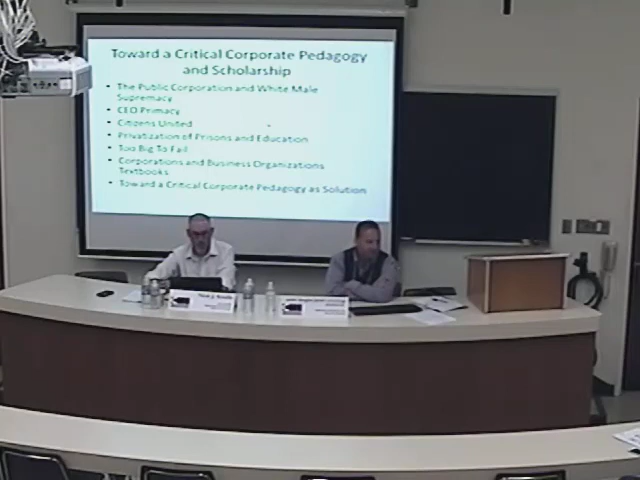 Toward a Critical Corporate Pedagogy
and Scholarship
• The Public Corporation and White Male
Supremacy
• CEO Primacy
• Citizens United
• Privatization of Prisons and Education
• Too Big To Fail
• Corporations and Business Organizations
Textbooks
• Toward a Critical Corporate Pedagogy as Solution